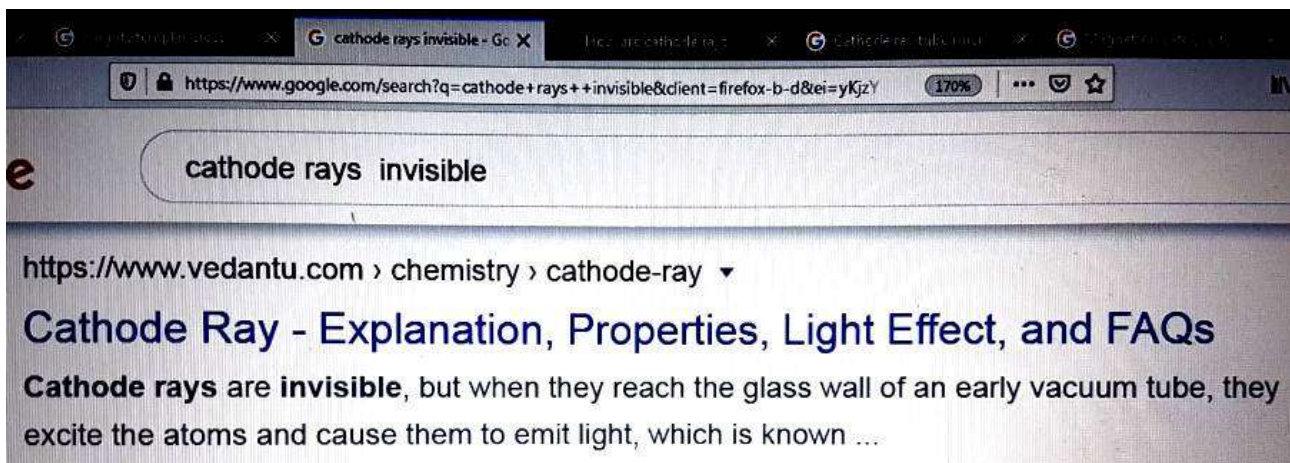 cathode rays invisible - Go
https://www.google.com/search?q=cathode+rays++invisible&client=firefox-b-d&ei=yKjzY 170%
e cathode rays invisible
https://www.vedantu.com › chemistry › cathode-ray
Cathode Ray - Explanation, Properties, Light Effect, and FAQs
Cathode rays are invisible, but when they reach the glass wall of an early vacuum tube, they
excite the atoms and cause them to emit light, which is known ...